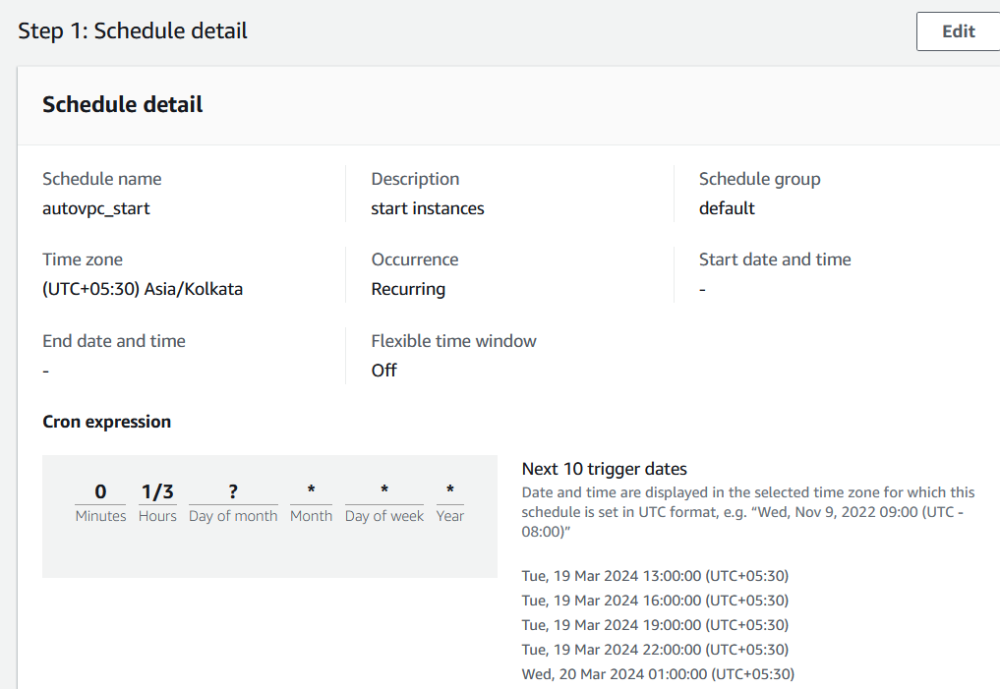 Step 1: Schedule detail
Edit
Schedule detail
Schedule name
autovpc_start
Description
start instances
Schedule group
default
Time zone
(UTC+05:30) Asia/Kolkata
Occurrence
Recurring
Start date and time
-
End date and time
-
Flexible time window
Off
Cron expression
0 1/3 ? * * *
Minutes Hours Day of month Month Day of week Year
Next 10 trigger dates
Date and time are displayed in the selected time zone for which this
schedule is set in UTC format, e.g. “Wed, Nov 9, 2022 09:00 (UTC -
08:00)”
Tue, 19 Mar 2024 13:00:00 (UTC+05:30)
Tue, 19 Mar 2024 16:00:00 (UTC+05:30)
Tue, 19 Mar 2024 19:00:00 (UTC+05:30)
Tue, 19 Mar 2024 22:00:00 (UTC+05:30)
Wed, 20 Mar 2024 01:00:00 (UTC+05:30)